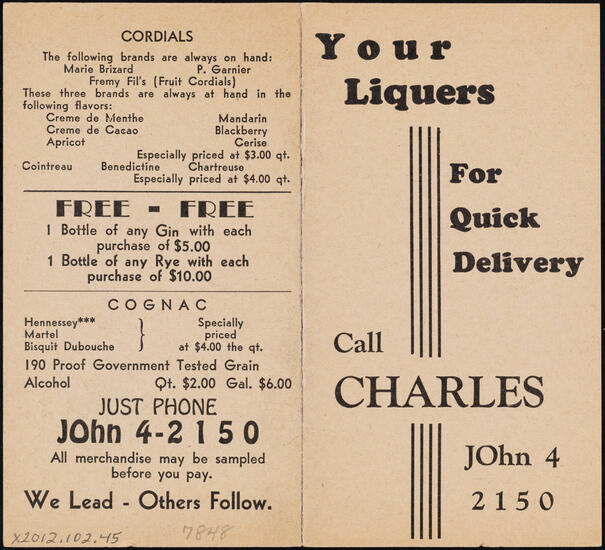 CORDIALS
The following brands are always on hand:
Marie Brizard P. Garnier
Fremy Fil's (Fruit Cordials)
These three brands are always at hand in the
following flavors:
Creme de Menthe Mandarin
Creme de Cacao Blackberry
Apricot Cerise
Especially priced at $3.00 qt.
Cointreau Benedictine Chartreuse
Especially priced at $4.00 qt.
FREE - FREE
1 Bottle of any Gin with each
purchase of $5.00
1 Bottle of any Rye with each
purchase of $10.00
COGNAC
Hennessey*** Specially
Martel } priced
Bisquit Dubouche at $4.00 the qt.
190 Proof Government Tested Grain
Alcohol Qt. $2.00 Gal. $6.00
JUST PHONE
JOhn 4-2150
All merchandise may be sampled
before you pay.
We Lead - Others Follow.
x2012.102.45 7848
Your
Liquers
For
Quick
Delivery
Call
CHARLES
JOhn 4
2150